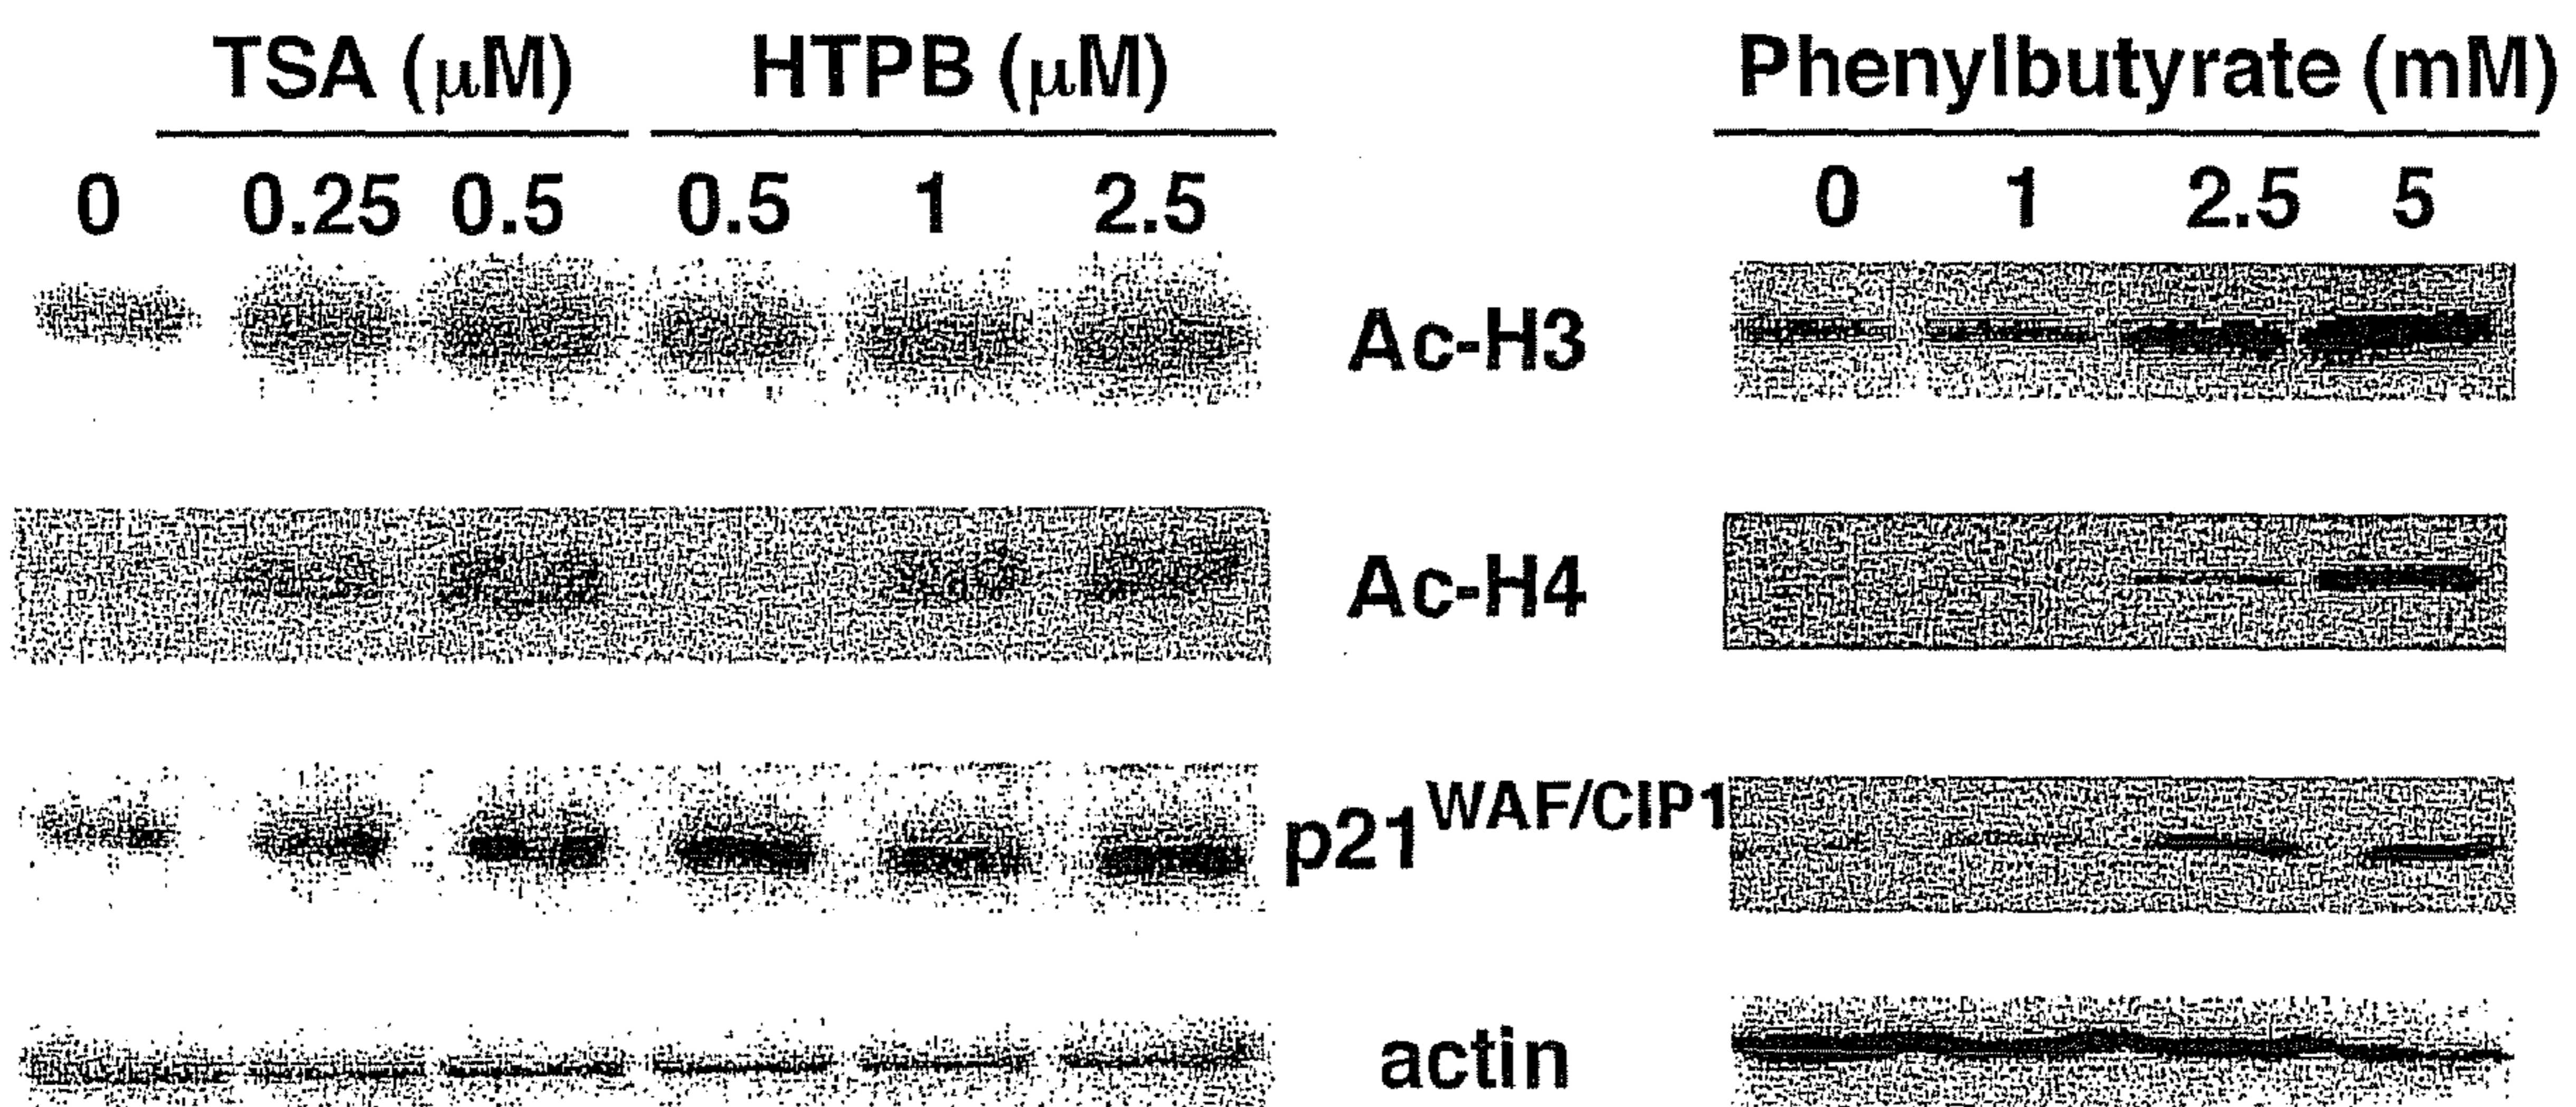 TSA (μM) HTPB (μM) Phenylbutyrate (mM)
0 0.25 0.5 0.5 1 2.5 0 1 2.5 5
Ac-H3
Ac-H4
p21WAF/CIP1
actin